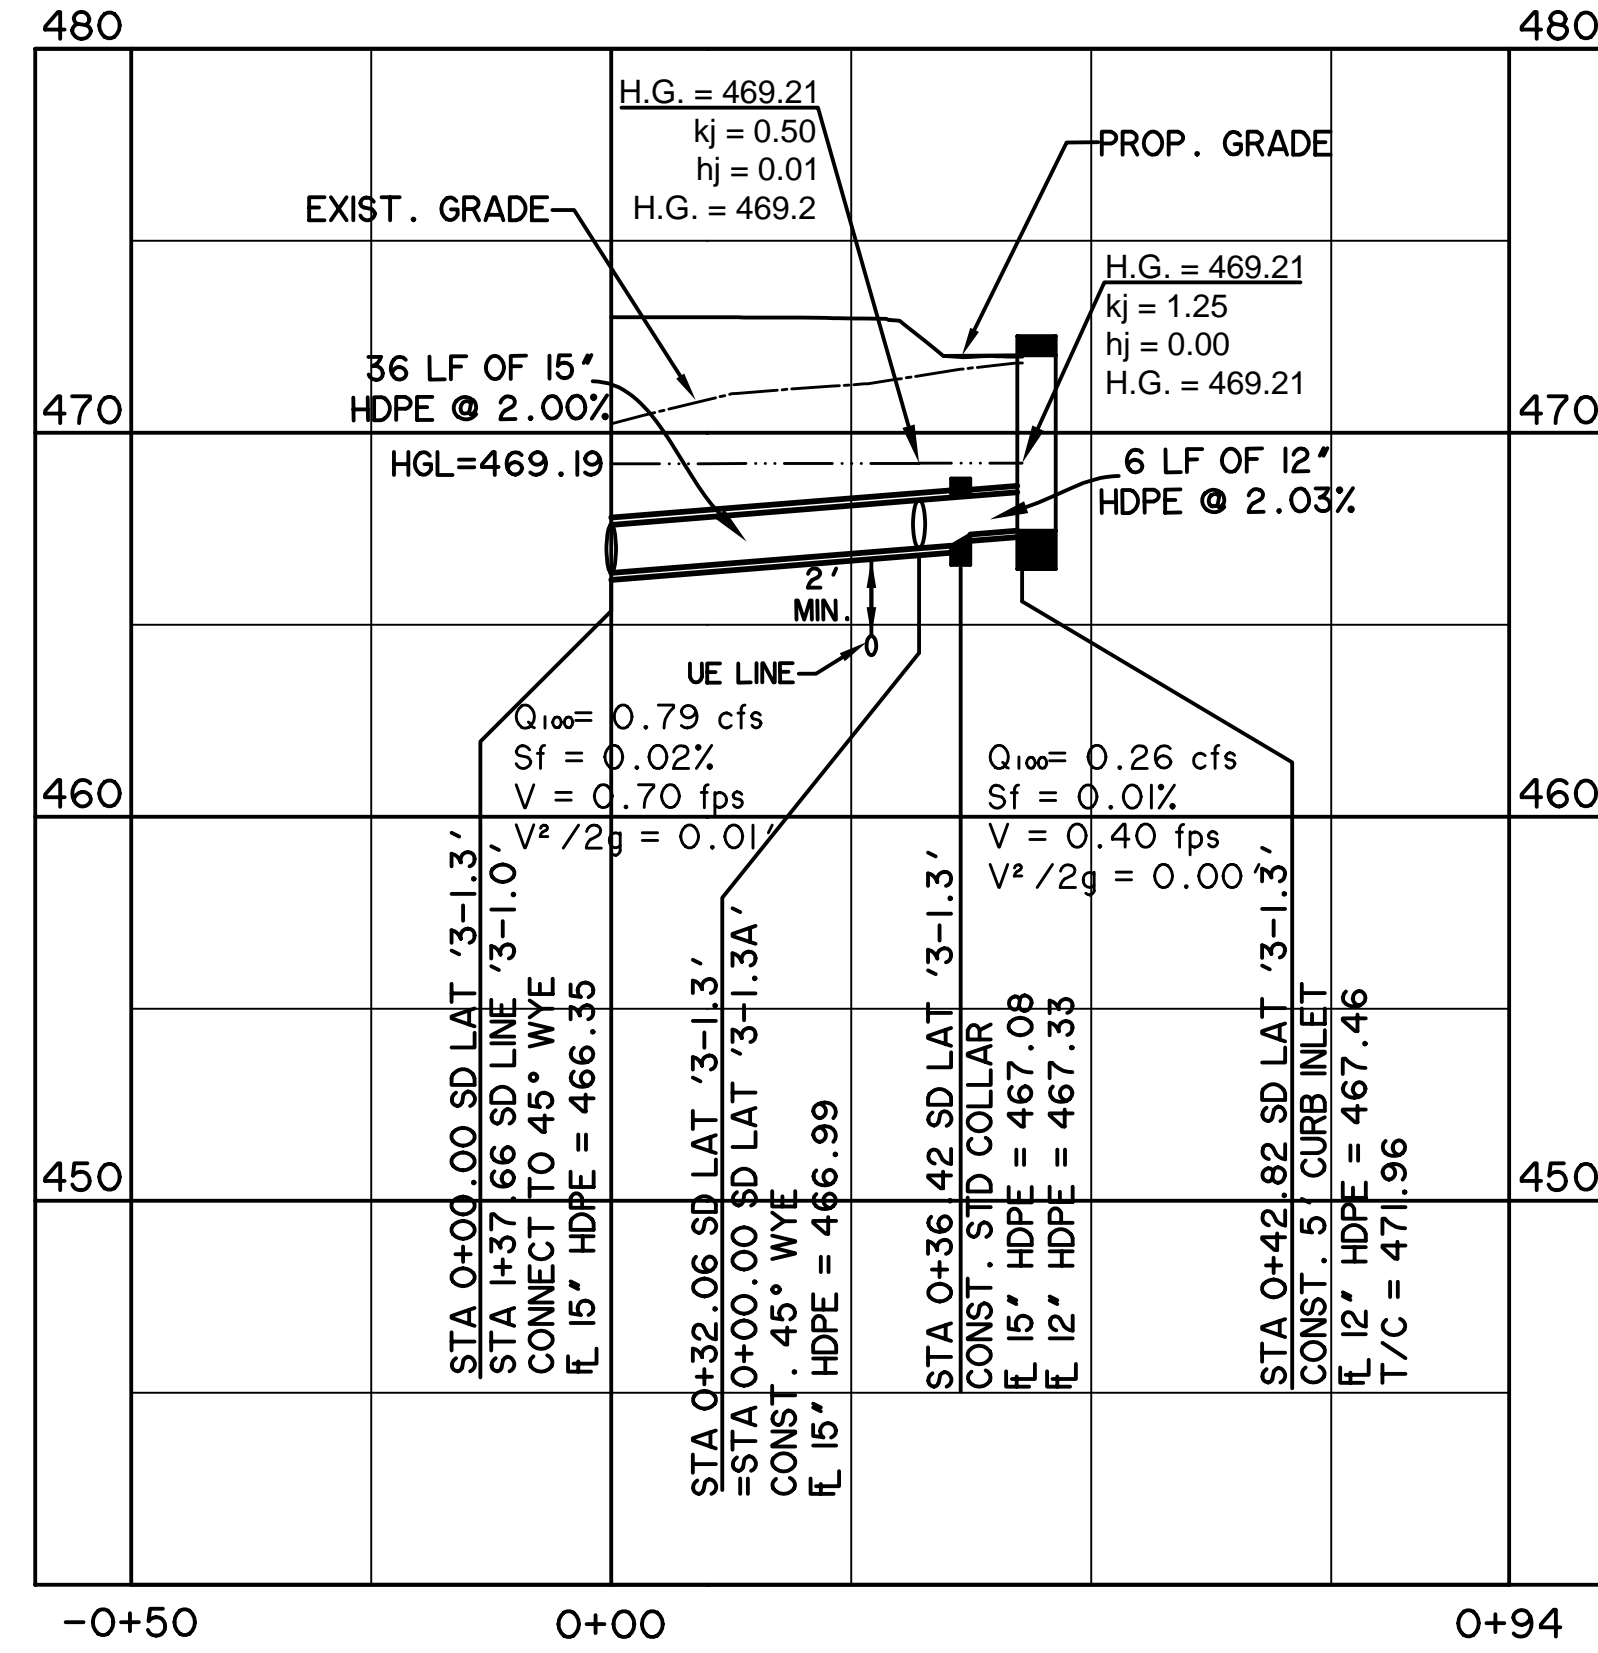 480
480
H.G. = 469.21
kj = 0.50
hj = 0.01
H.G. = 469.2
PROP. GRADE
EXIST. GRADE
H.G. = 469.21
kj = 1.25
hj = 0.00
H.G. = 469.21
36 LF OF 15"
HDPE @ 2.00%
470
470
HGL=469.19
6 LF OF 12"
HDPE @ 2.03%
2'
MIN.
UE LINE
Q₁₀₀= 0.79 cfs
Sf = 0.02%
V = 0.70 fps
V²/2g = 0.01'
Q₁₀₀= 0.26 cfs
Sf = 0.01%
V = 0.40 fps
V²/2g = 0.00'
460
460
STA 0+00.00 SD LAT '3-1.3'
STA 1+37.66 SD LINE '3-1.0'
CONNECT TO 45° WYE
fL 15" HDPE = 466.35
STA 0+32.06 SD LAT '3-1.3'
=STA 0+00.00 SD LAT '3-1.3A'
CONST. 45° WYE
fL 15" HDPE = 466.99
STA 0+36.42 SD LAT '3-1.3'
CONST. STD COLLAR
fL 15" HDPE = 467.08
fL 12" HDPE = 467.33
STA 0+42.82 SD LAT '3-1.3'
CONST. 5' CURB INLET
fL 12" HDPE = 467.46
T/C = 471.96
450
450
-0+50
0+00
0+94